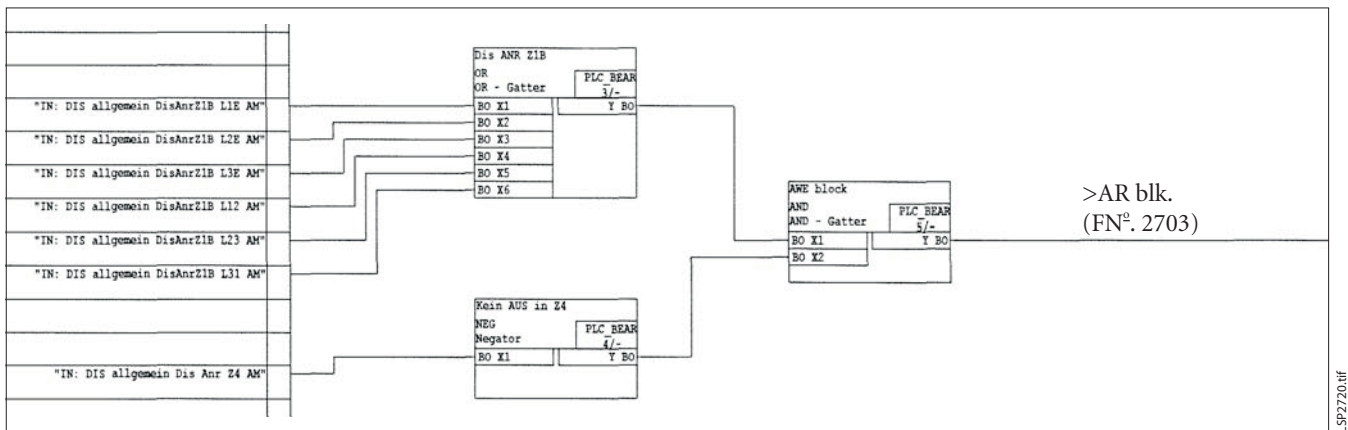 "IN: DIS allgemein DisAnrZ1B L1E AM"
"IN: DIS allgemein DisAnrZ1B L2E AM"
"IN: DIS allgemein DisAnrZ1B L3E AM"
"IN: DIS allgemein DisAnrZ1B L12 AM"
"IN: DIS allgemein DisAnrZ1B L23 AM"
"IN: DIS allgemein DisAnrZ1B L31 AM"
"IN: DIS allgemein Dis Anr Z4 AM"
Dis ANR Z1B
OR
OR - Gatter
PLC_BEAR
3/-
BO X1
Y BO
BO X2
BO X3
BO X4
BO X5
BO X6
Kein AUS in Z4
NEG
Negator
PLC_BEAR
4/-
BO X1
Y BO
AWE block
AND
AND - Gatter
PLC_BEAR
5/-
BO X1
Y BO
BO X2
>AR blk.
(FNº. 2703)
LSP2720.tif